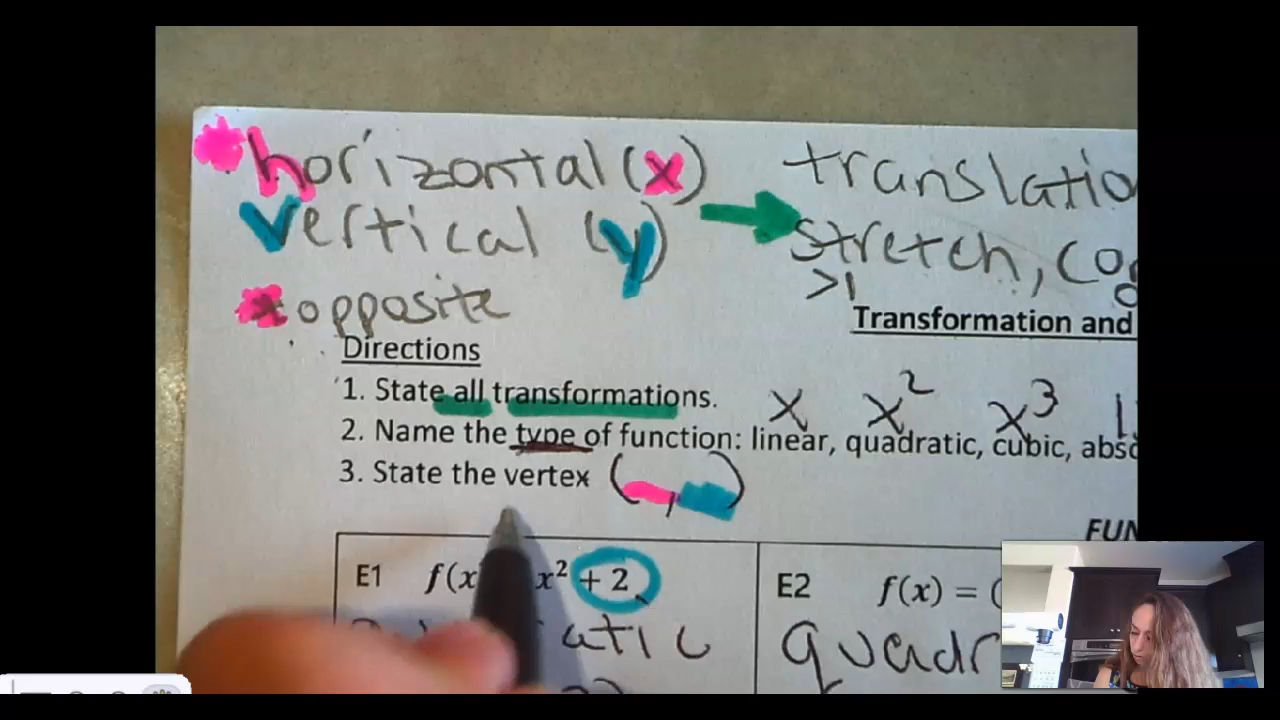 horizontal (x)
vertical (y)
*opposite
translatio
stretch, co
>1
0
Transformation and
Directions
1. State all transformations.
x x² x³
2. Name the type of function: linear, quadratic, cubic, abso
3. State the vertex ( , )
FUN
E1 f(x x² + 2
atic
E2 f(x) = (
quadr